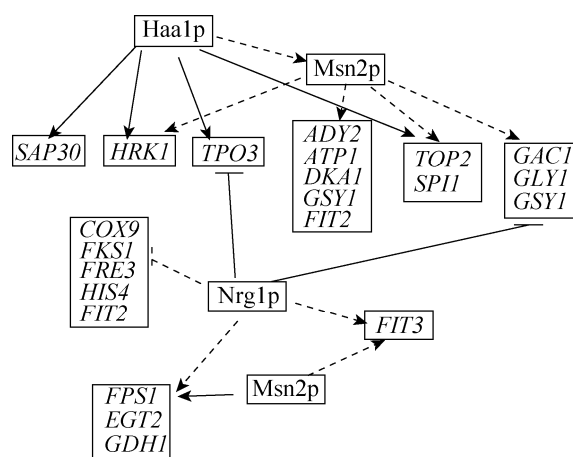 Haa1p
Msn2p
SAP30
HRK1
TPO3
ADY2
ATP1
DKA1
GSY1
FIT2
TOP2
SPI1
GAC1
GLY1
GSY1
COX9
FKS1
FRE3
HIS4
FIT2
Nrg1p
FIT3
Msn2p
FPS1
EGT2
GDH1